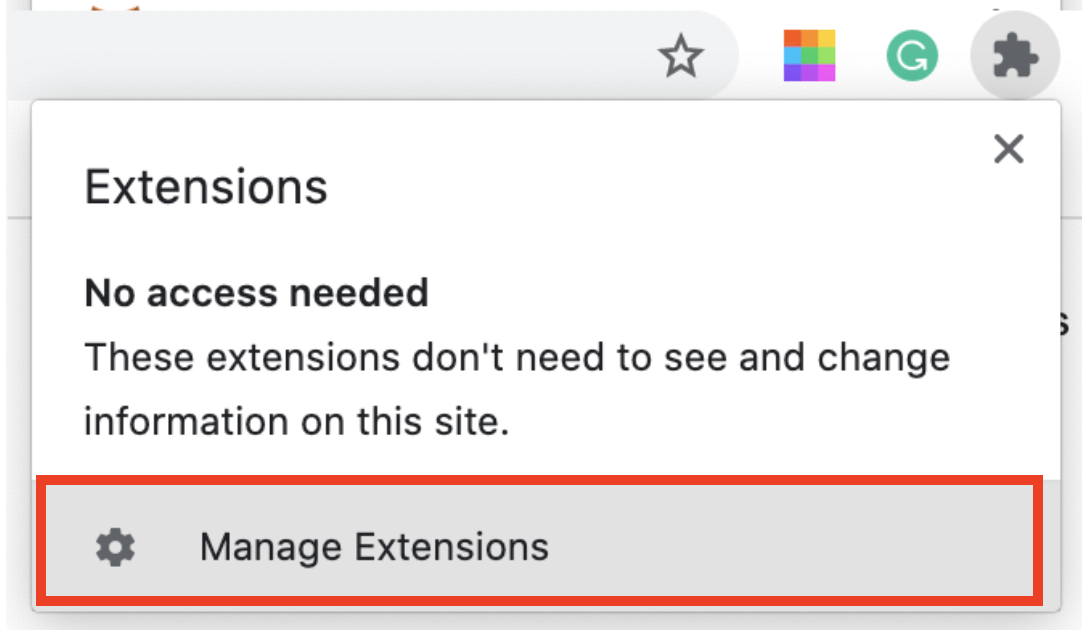 Extensions
No access needed
These extensions don't need to see and change
information on this site.
Manage Extensions